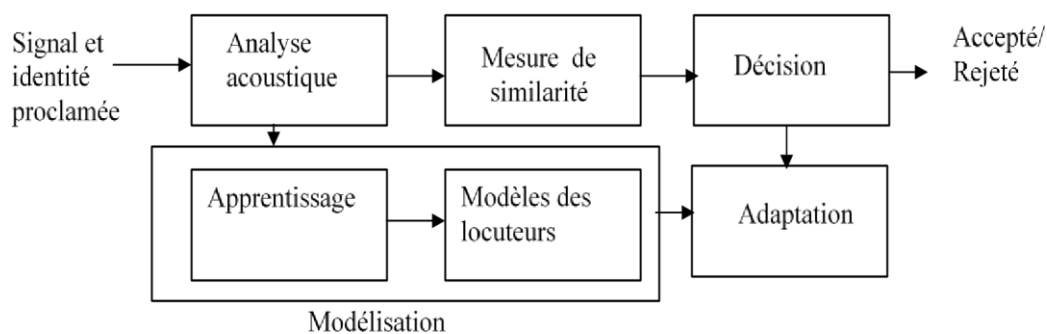 Signal et
identité
proclamée
Analyse
acoustique
Mesure de
similarité
Décision
Accepté/
Rejeté
Apprentissage
Modèles des
locuteurs
Adaptation
Modélisation